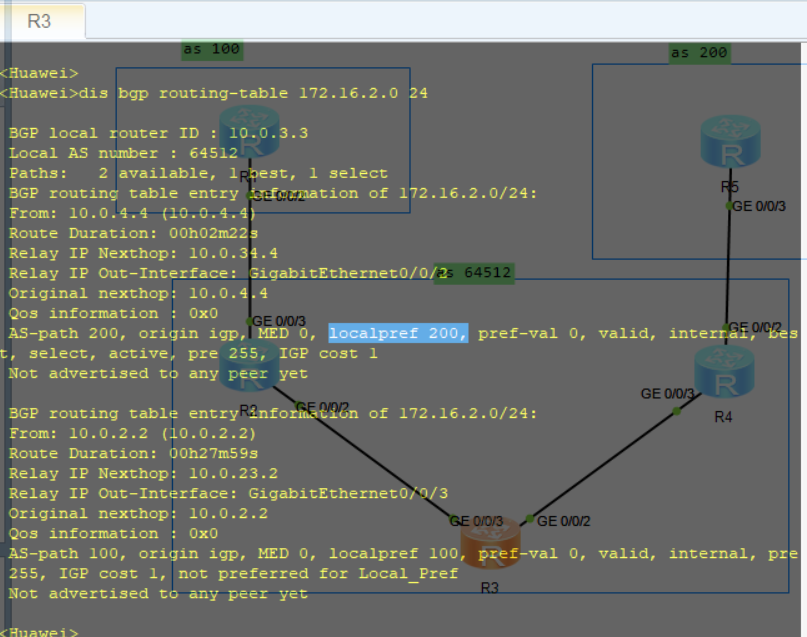 R3
as 100
as 200
<Huawei>
<Huawei>dis bgp routing-table 172.16.2.0 24
BGP local router ID : 10.0.3.3
Local AS number : 64512
Paths:   2 available, 1 best, 1 select
R1
BGP routing table entry information of 172.16.2.0/24:
GE 0/0/2
R5
From: 10.0.4.4 (10.0.4.4)
GE 0/0/3
Route Duration: 00h02m22s
Relay IP Nexthop: 10.0.34.4
Relay IP Out-Interface: GigabitEthernet0/0/2
as 64512
Original nexthop: 10.0.4.4
Qos information : 0x0
GE 0/0/3
AS-path 200, origin igp, MED 0, localpref 200, pref-val 0, valid, internal, bes
GE 0/0/2
t, select, active, pre 255, IGP cost 1
Not advertised to any peer yet
GE 0/0/3
R2
GE 0/0/2
R4
BGP routing table entry information of 172.16.2.0/24:
From: 10.0.2.2 (10.0.2.2)
Route Duration: 00h27m59s
Relay IP Nexthop: 10.0.23.2
Relay IP Out-Interface: GigabitEthernet0/0/3
Original nexthop: 10.0.2.2
GE 0/0/3
GE 0/0/2
Qos information : 0x0
AS-path 100, origin igp, MED 0, localpref 100, pref-val 0, valid, internal, pre
255, IGP cost 1, not preferred for Local_Pref
R3
Not advertised to any peer yet
<Huawei>